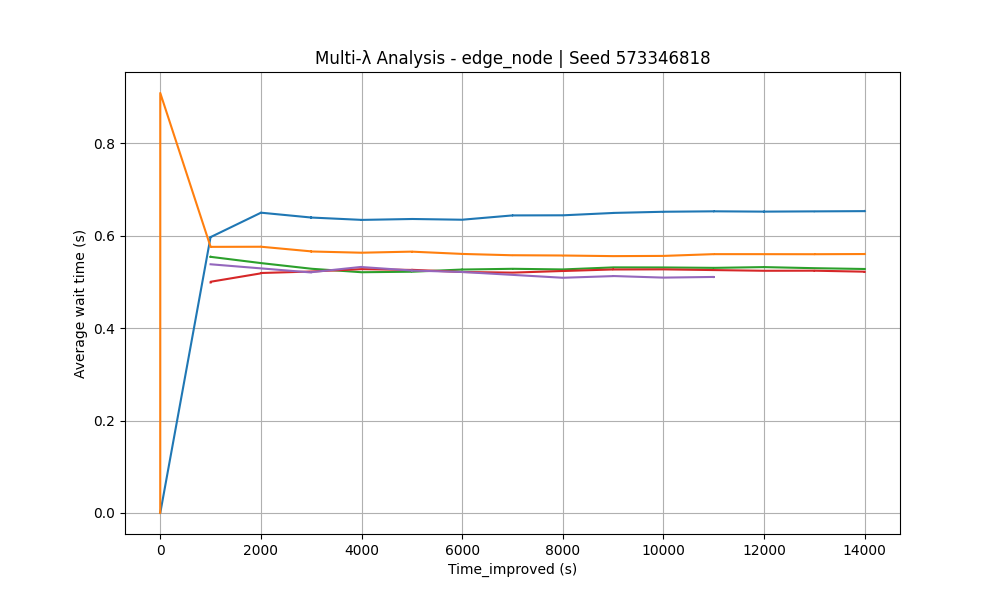 Multi-λ Analysis - edge_node | Seed 573346818
Average wait time (s)
0.8
0.6
0.4
0.2
0.0
0 2000 4000 6000 8000 10000 12000 14000
Time_improved (s)